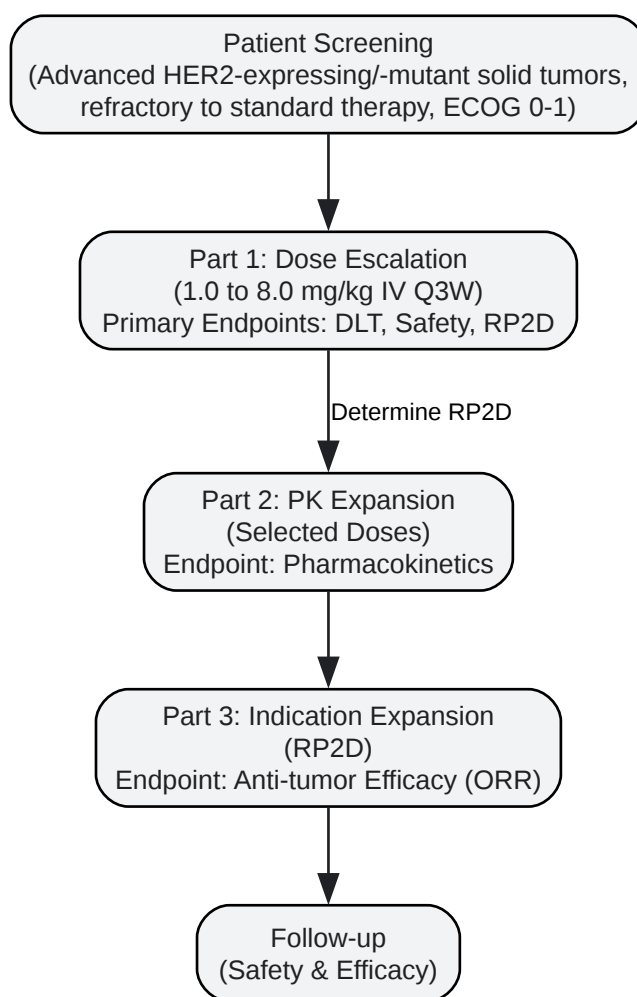 Patient Screening
(Advanced HER2-expressing/-mutant solid tumors,
refractory to standard therapy, ECOG 0-1)
Part 1: Dose Escalation
(1.0 to 8.0 mg/kg IV Q3W)
Primary Endpoints: DLT, Safety, RP2D
Determine RP2D
Part 2: PK Expansion
(Selected Doses)
Endpoint: Pharmacokinetics
Part 3: Indication Expansion
(RP2D)
Endpoint: Anti-tumor Efficacy (ORR)
Follow-up
(Safety & Efficacy)